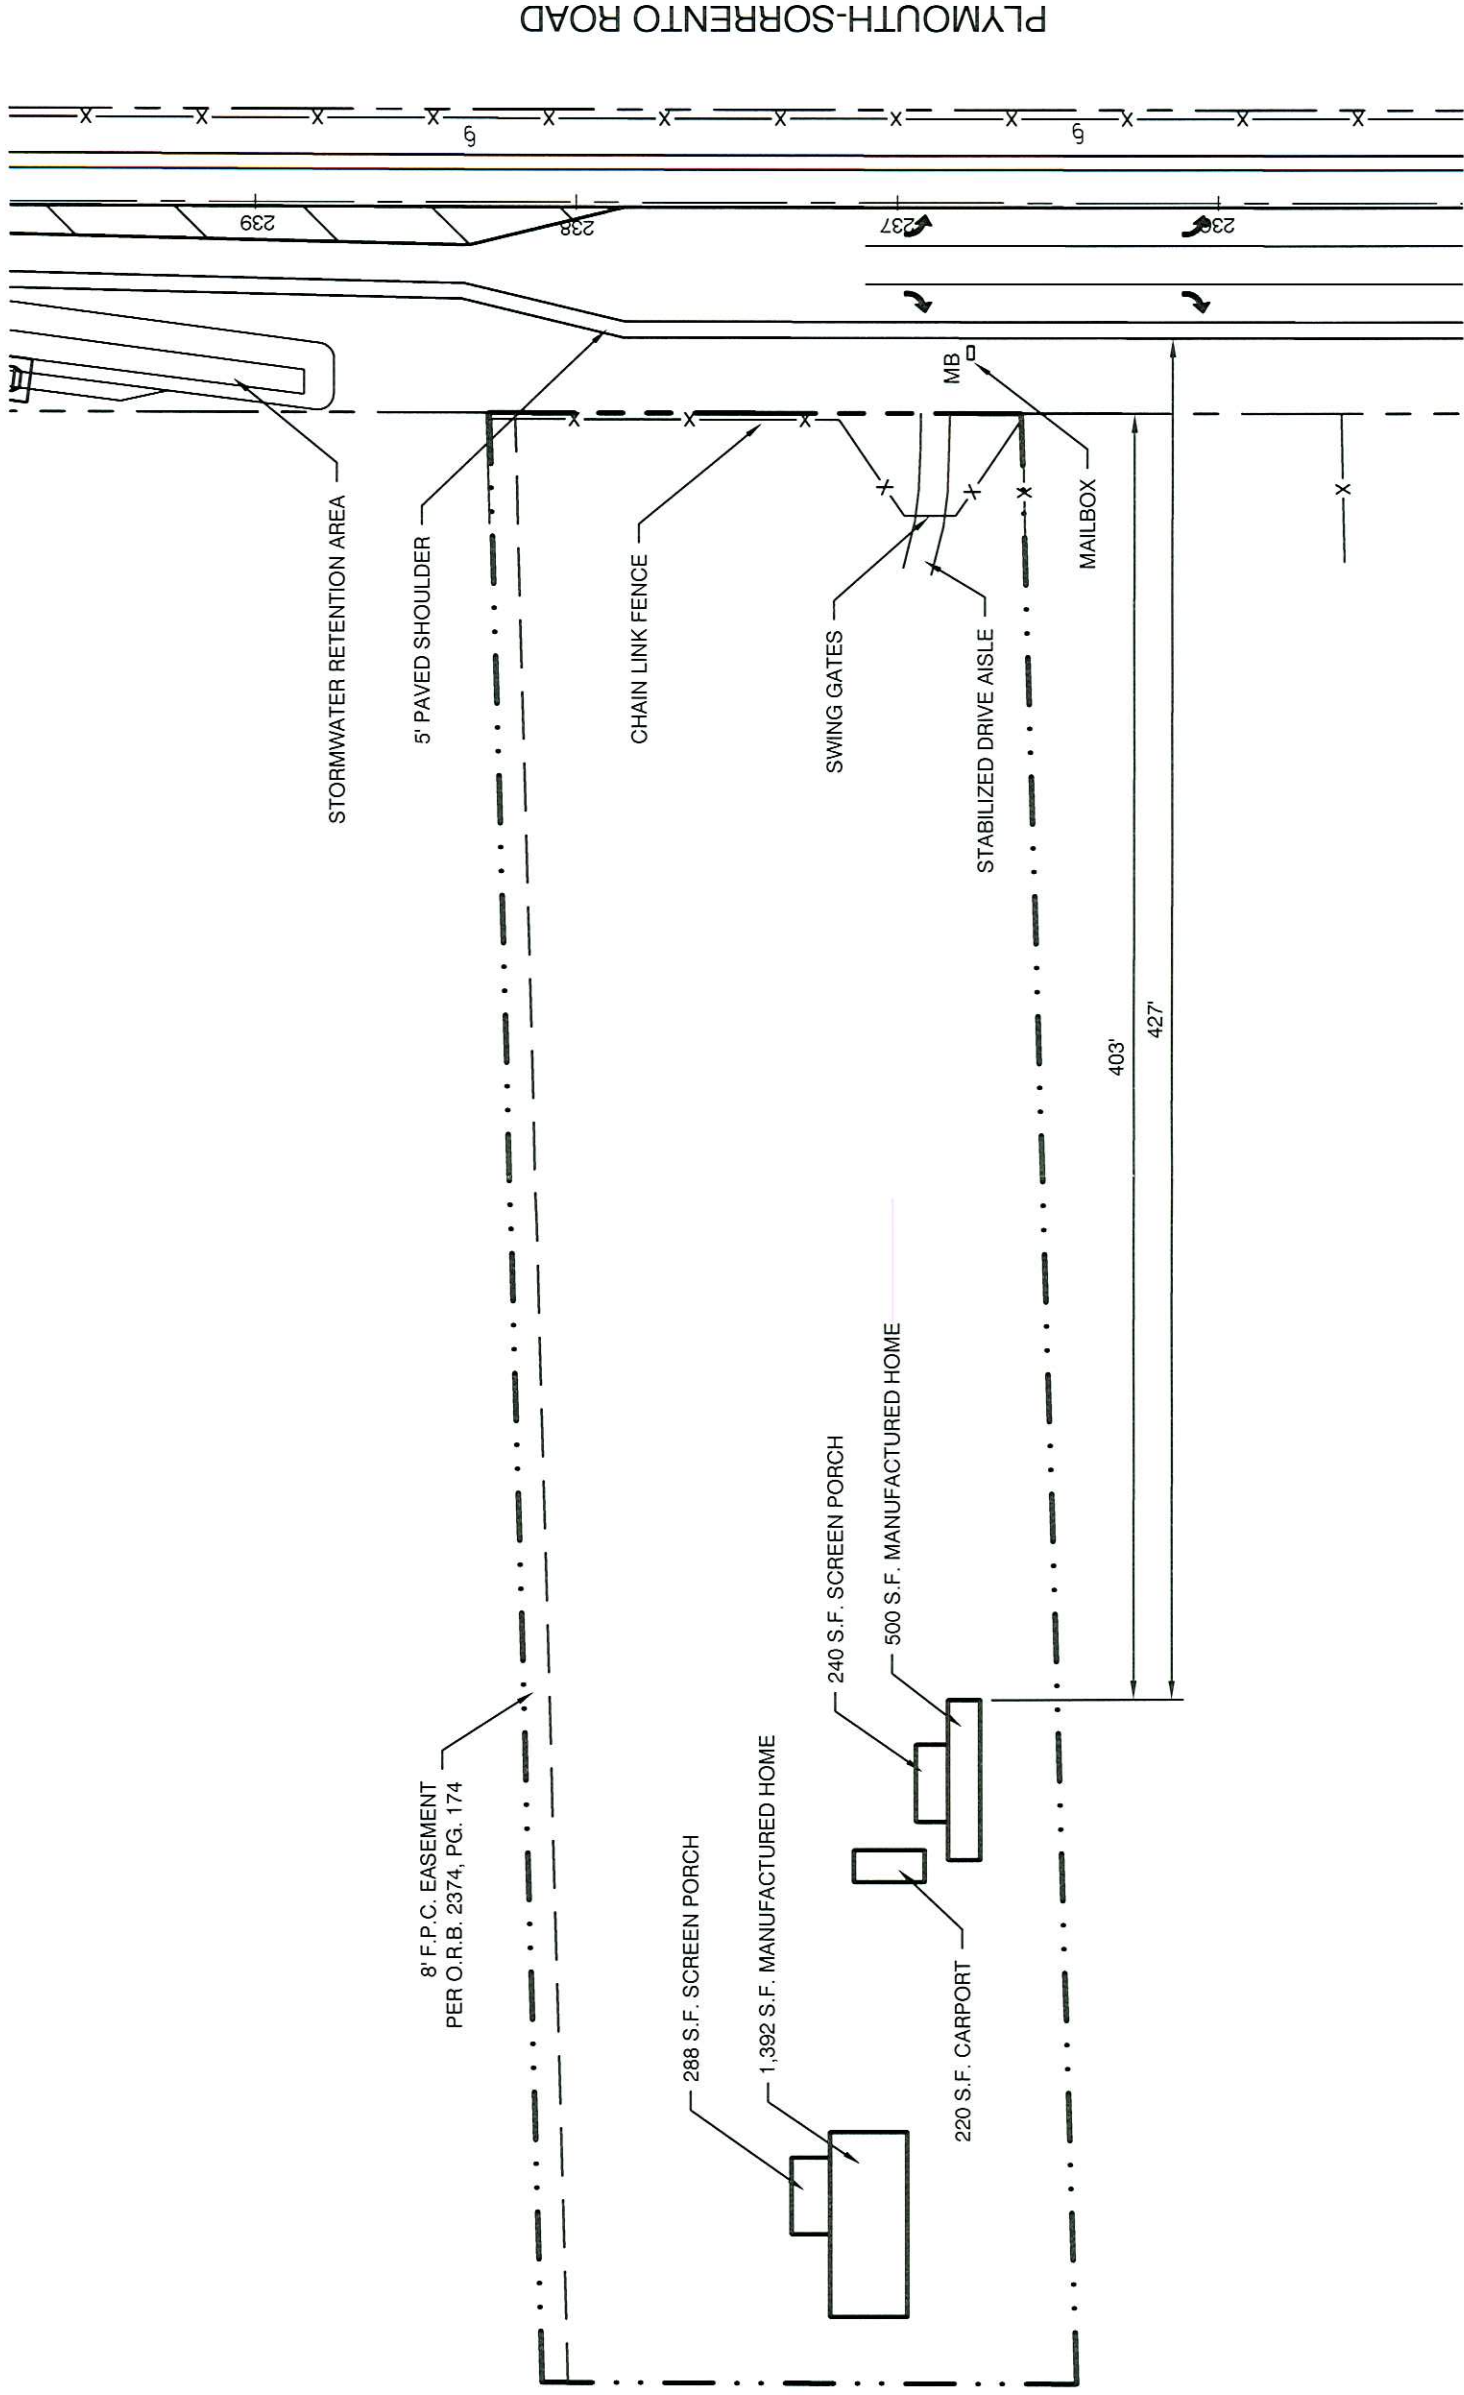 PLYMOUTH-SORRENTO ROAD
239
238
237
236
MB
STORMWATER RETENTION AREA
5' PAVED SHOULDER
CHAIN LINK FENCE
SWING GATES
STABILIZED DRIVE AISLE
MAILBOX
403'
427'
8' F.P.C. EASEMENT
PER O.R.B. 2374, PG. 174
288 S.F. SCREEN PORCH
1,392 S.F. MANUFACTURED HOME
240 S.F. SCREEN PORCH
500 S.F. MANUFACTURED HOME
220 S.F. CARPORT